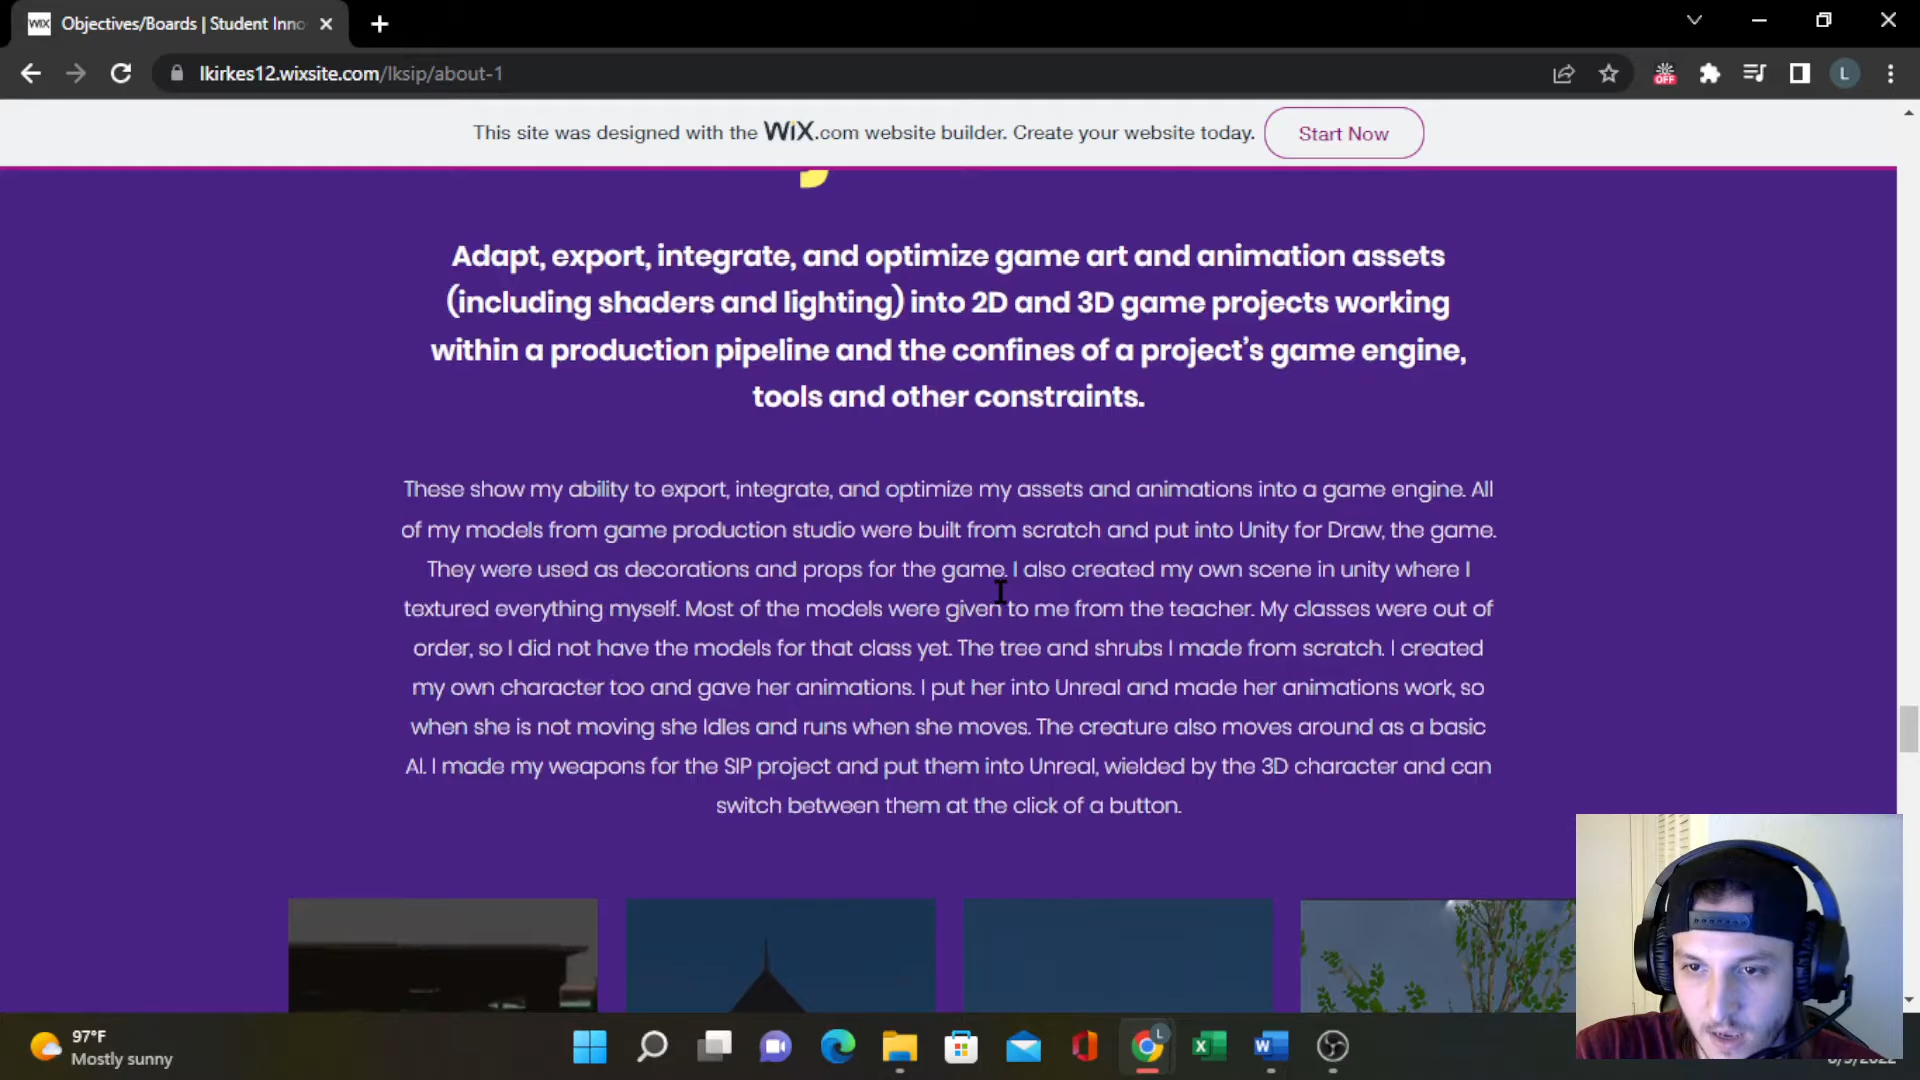 WiX Objectives/Boards | Student Inno
lkirkes12.wixsite.com/lksip/about-1
OFF
L
This site was designed with the WiX.com website builder. Create your website today. Start Now
Adapt, export, integrate, and optimize game art and animation assets
(including shaders and lighting) into 2D and 3D game projects working
within a production pipeline and the confines of a project's game engine,
tools and other constraints.
These show my ability to export, integrate, and optimize my assets and animations into a game engine. All
of my models from game production studio were built from scratch and put into Unity for Draw, the game.
They were used as decorations and props for the game. I also created my own scene in unity where I
textured everything myself. Most of the models were given to me from the teacher. My classes were out of
order, so I did not have the models for that class yet. The tree and shrubs I made from scratch. I created
my own character too and gave her animations. I put her into Unreal and made her animations work, so
when she is not moving she Idles and runs when she moves. The creature also moves around as a basic
AI. I made my weapons for the SIP project and put them into Unreal, wielded by the 3D character and can
switch between them at the click of a button.
97°F
Mostly sunny
L
X
W